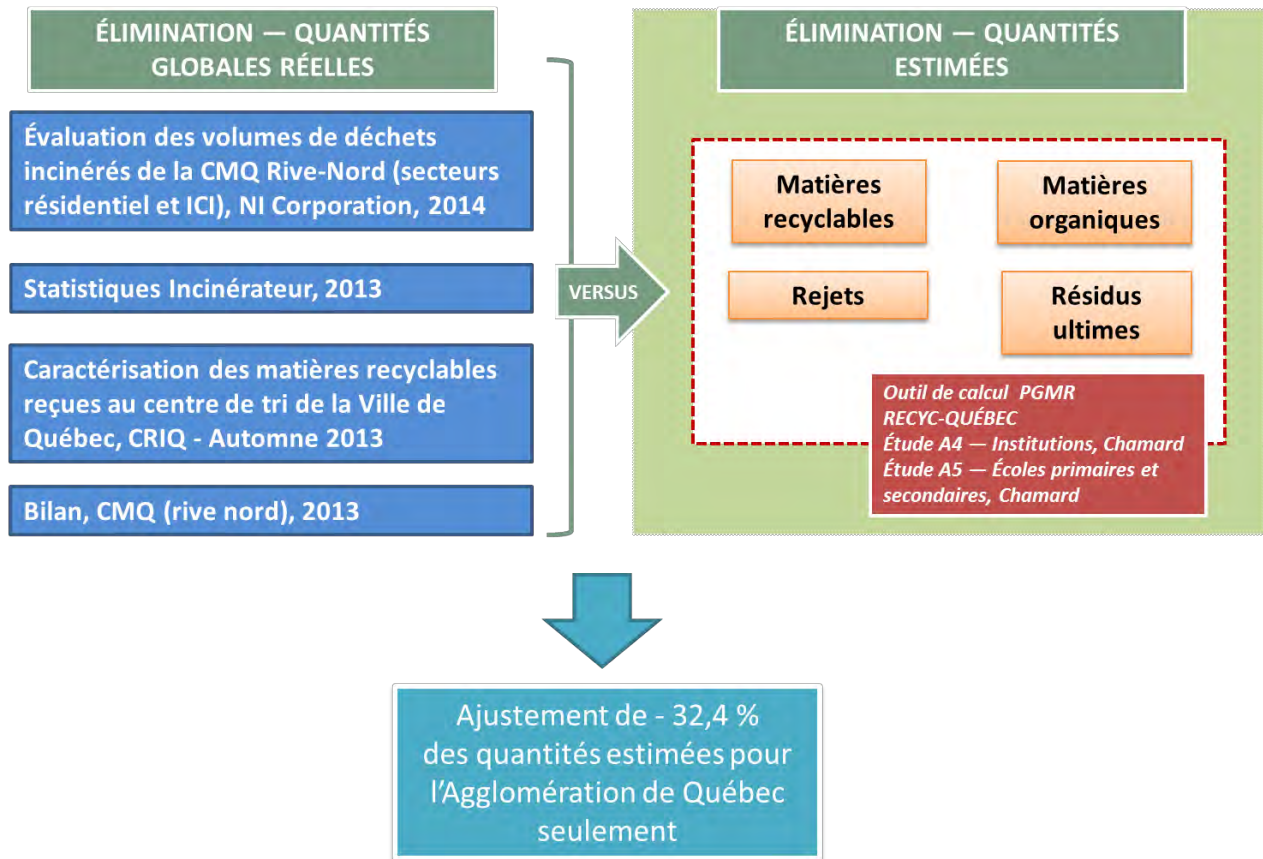 ÉLIMINATION — QUANTITÉS
GLOBALES RÉELLES
Évaluation des volumes de déchets
incinérés de la CMQ Rive-Nord (secteurs
résidentiel et ICI), NI Corporation, 2014
Statistiques Incinérateur, 2013
Caractérisation des matières recyclables
reçues au centre de tri de la Ville de
Québec, CRIQ - Automne 2013
Bilan, CMQ (rive nord), 2013
VERSUS
ÉLIMINATION — QUANTITÉS
ESTIMÉES
Matières
recyclables
Matières
organiques
Rejets
Résidus
ultimes
Outil de calcul PGMR
RECYC-QUÉBEC
Étude A4 — Institutions, Chamard
Étude A5 — Écoles primaires et
secondaires, Chamard
Ajustement de - 32,4 %
des quantités estimées pour
l'Agglomération de Québec
seulement